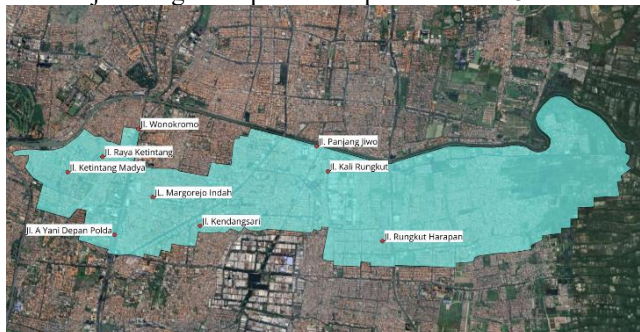 Jl. Wonokromo
Jl. Panjang Jiwo
Jl. Raya Ketintang
Jl. Ketintang Madya
Jl. Kali Rungkut
JL. Margorejo Indah
Jl. Kendangsari
Jl. A Yani Depan Polda
Jl. Rungkut Harapan